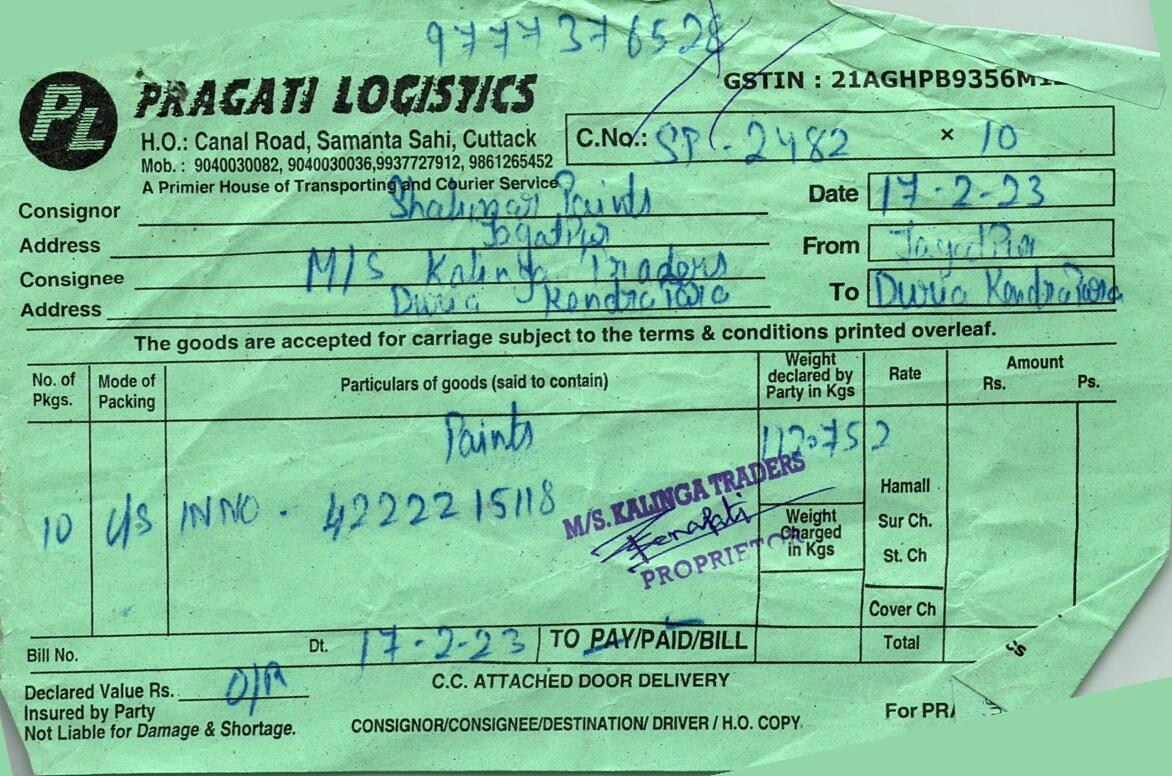 9777376528
PL PRAGATI LOGISTICS
GSTIN : 21AGHPB9356M1
H.O.: Canal Road, Samanta Sahi, Cuttack
Mob. : 9040030082, 9040030036,9937727912, 9861265452
A Primier House of Transporting and Courier Service
C.No.: SP-2482 × 10
Date 17-2-23
Consignor Shalimar Paints
Address Jagatpur
From Jagatpur
Consignee M/S Kalinga Traders
Address Duria Kendrapara
To Duria Kendrapara
The goods are accepted for carriage subject to the terms & conditions printed overleaf.
No. of Pkgs. Mode of Packing Particulars of goods (said to contain) Weight declared by Party in Kgs Rate Amount Rs. Ps.
Paints
10 C/S INNO. 4222215118
M/S. KALINGA TRADERS
PROPRIETOR
Weight Charged in Kgs
Hamall
Sur Ch.
St. Ch
Cover Ch
Bill No. Dt. 17-2-23 TO PAY/PAID/BILL Total
Declared Value Rs.
C.C. ATTACHED DOOR DELIVERY
Insured by Party
Not Liable for Damage & Shortage.
CONSIGNOR/CONSIGNEE/DESTINATION/ DRIVER / H.O. COPY
For PRA